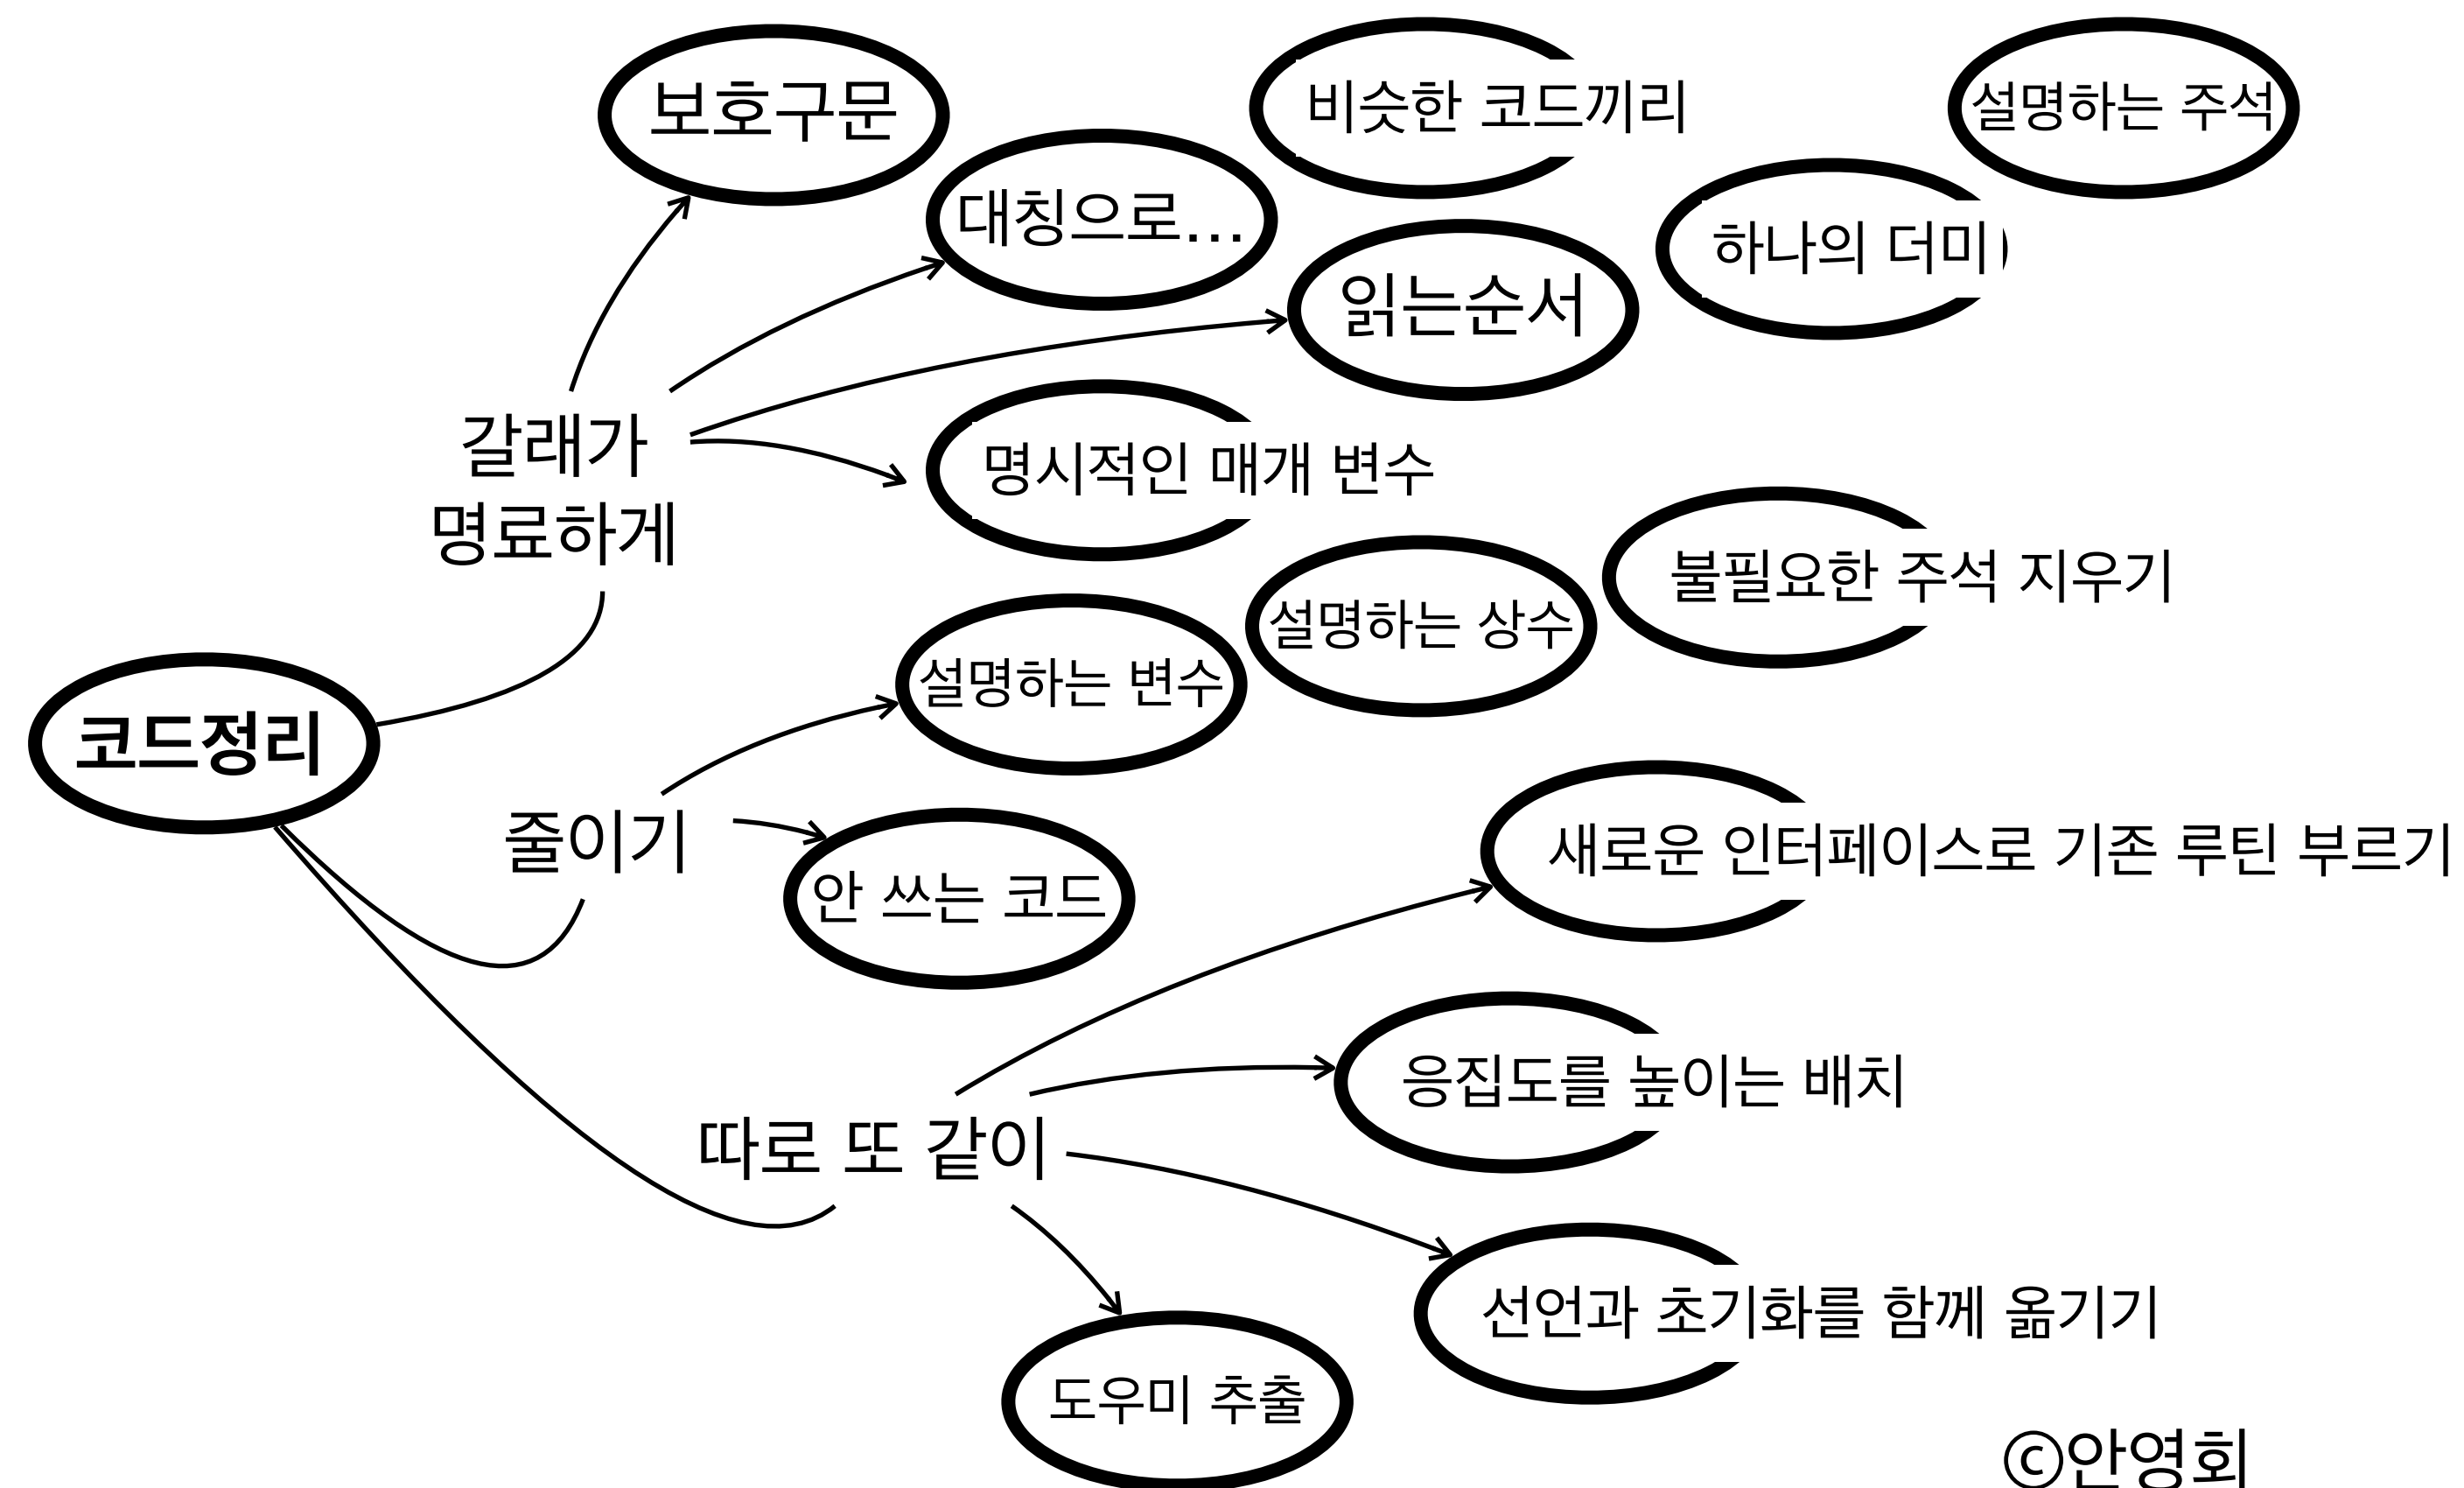 보호구문
비슷한 코드끼리
설명하는 주석
대칭으로...
하나의 더미
읽는순서
갈래가
명료하게
명시적인 매개 변수
불필요한 주석 지우기
설명하는 상수
설명하는 변수
코드정리
줄이기
새로운 인터페이스로 기존 루틴 부르기
안 쓰는 코드
응집도를 높이는 배치
따로 또 같이
선언과 초기화를 함께 옮기기
도우미 추출
©안영회